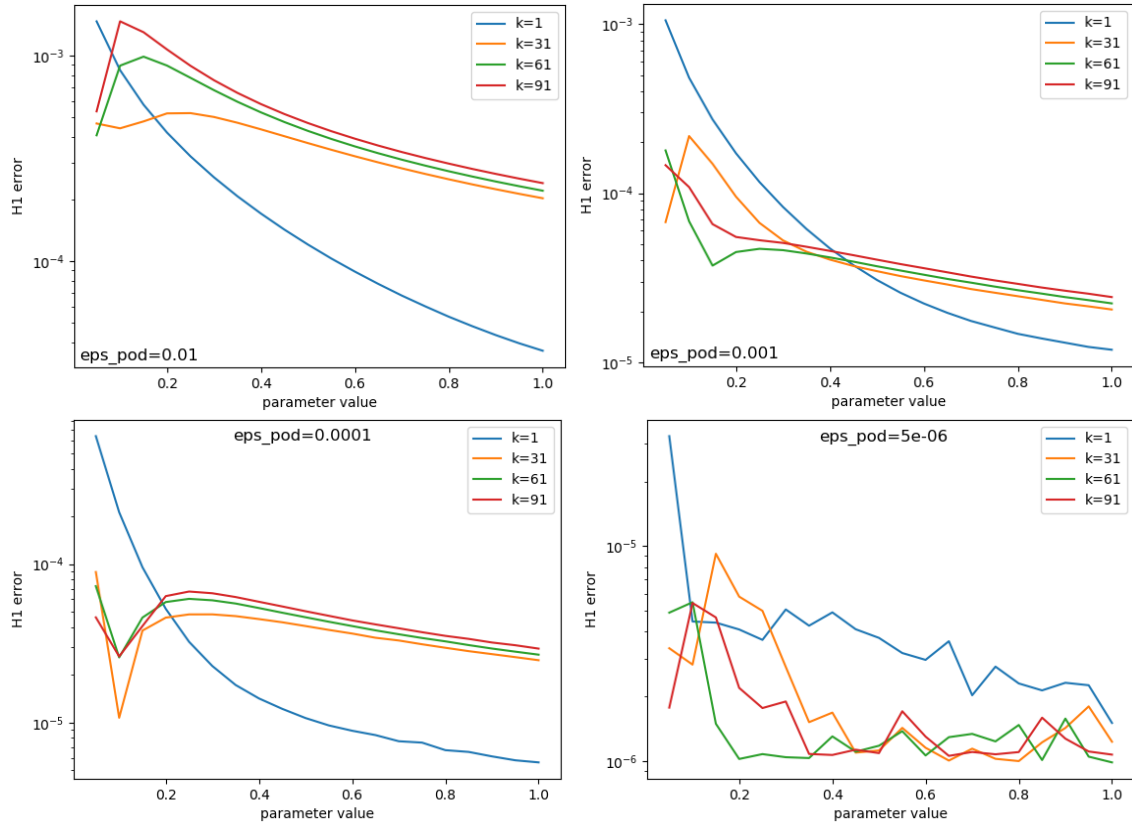 k=1
k=31
k=61
k=91
10⁻³
10⁻⁴
H1 error
eps_pod=0.01
0.2
0.4
0.6
0.8
1.0
parameter value
k=1
k=31
k=61
k=91
10⁻³
10⁻⁴
10⁻⁵
H1 error
eps_pod=0.001
0.2
0.4
0.6
0.8
1.0
parameter value
eps_pod=0.0001
k=1
k=31
k=61
k=91
10⁻⁴
10⁻⁵
H1 error
0.2
0.4
0.6
0.8
1.0
parameter value
eps_pod=5e-06
k=1
k=31
k=61
k=91
10⁻⁵
10⁻⁶
H1 error
0.2
0.4
0.6
0.8
1.0
parameter value